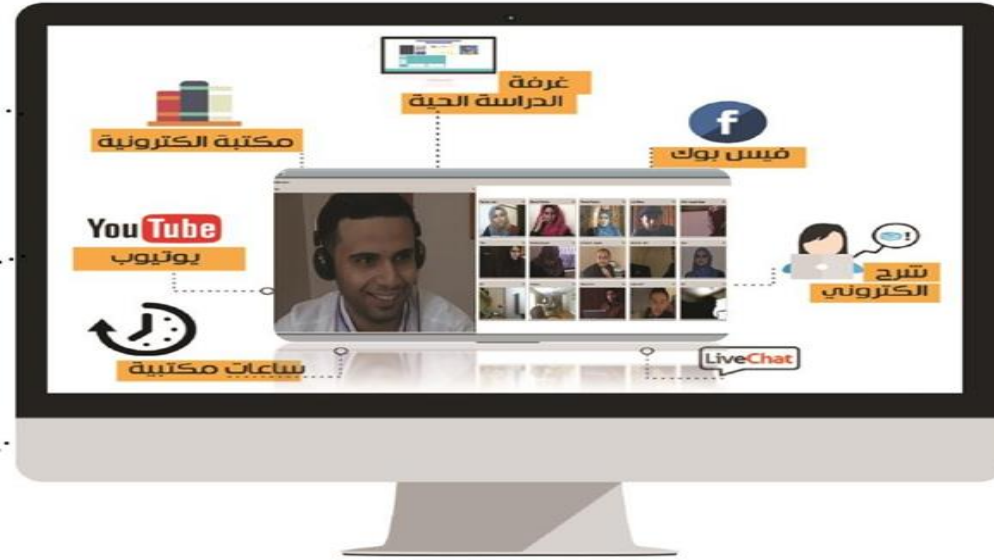 غرفة
الدراسة الحية
f
فيس بوك
مكتبة الكترونية
YouTube
يوتيوب
شرح
الكتروني
ساعات مكتبية
LiveChat